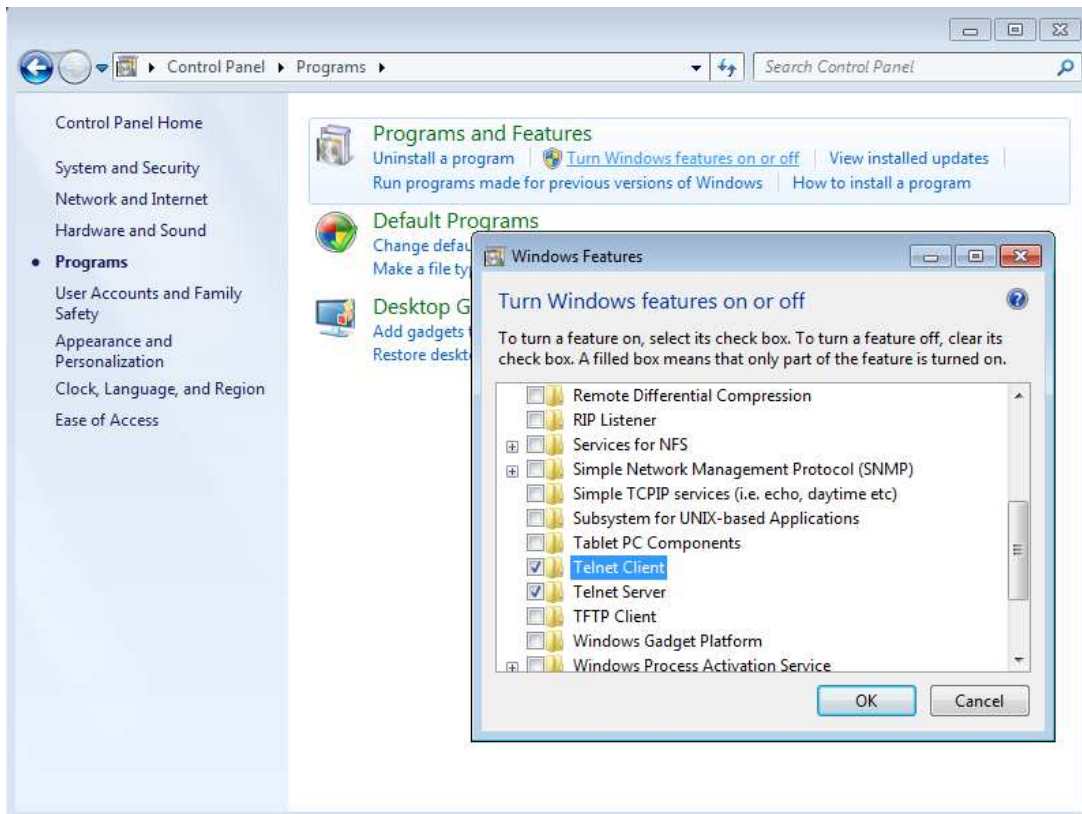 Control Panel
Programs
Search Control Panel
Control Panel Home
System and Security
Network and Internet
Hardware and Sound
Programs
User Accounts and Family
Safety
Appearance and
Personalization
Clock, Language, and Region
Ease of Access
Programs and Features
Uninstall a program
Turn Windows features on or off
View installed updates
Run programs made for previous versions of Windows
How to install a program
Default Programs
Change defau
Make a file ty
Desktop G
Add gadgets t
Restore deskt
Windows Features
Turn Windows features on or off
To turn a feature on, select its check box. To turn a feature off, clear its
check box. A filled box means that only part of the feature is turned on.
Remote Differential Compression
RIP Listener
Services for NFS
Simple Network Management Protocol (SNMP)
Simple TCPIP services (i.e. echo, daytime etc)
Subsystem for UNIX-based Applications
Tablet PC Components
Telnet Client
Telnet Server
TFTP Client
Windows Gadget Platform
Windows Process Activation Service
OK
Cancel